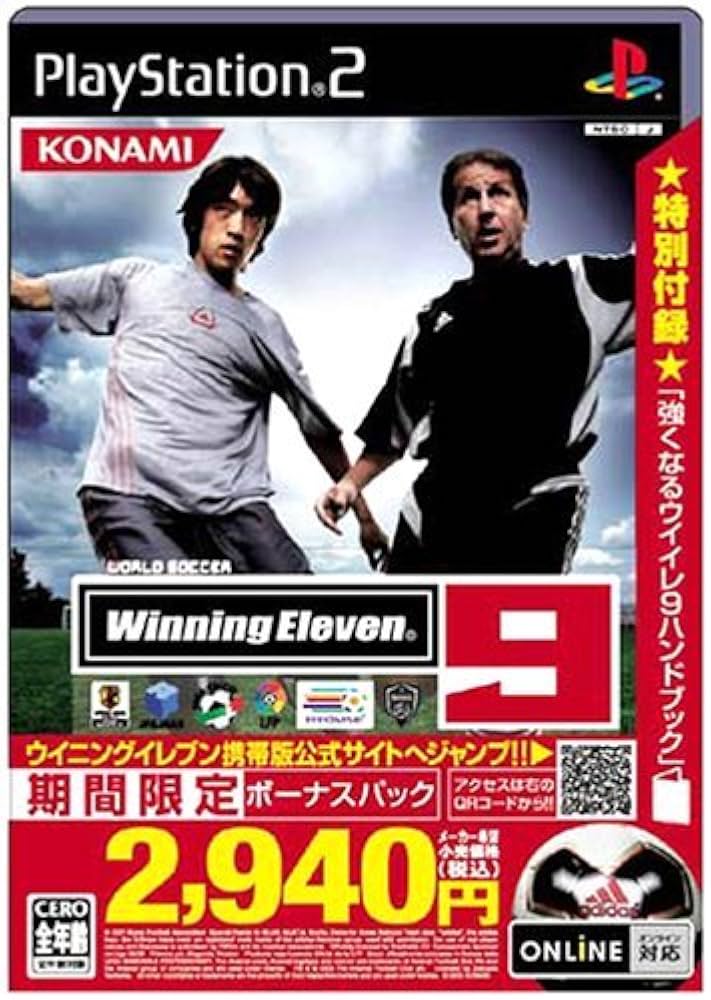 PlayStation®2
NTSC J
KONAMI
★特別付録★
「強くなるウイイレ9ハンドブック」
WORLD SOCCER
Winning Eleven®
9
LFP
ウイニングイレブン携帯版公式サイトへジャンプ!!▶
期間限定 ボーナスパック
アクセスは右の
QRコードから!!
2,940円
メーカー希望
小売価格
(税込)
CERO
全年齢
adidas
ONLiNE
オンライン
対応